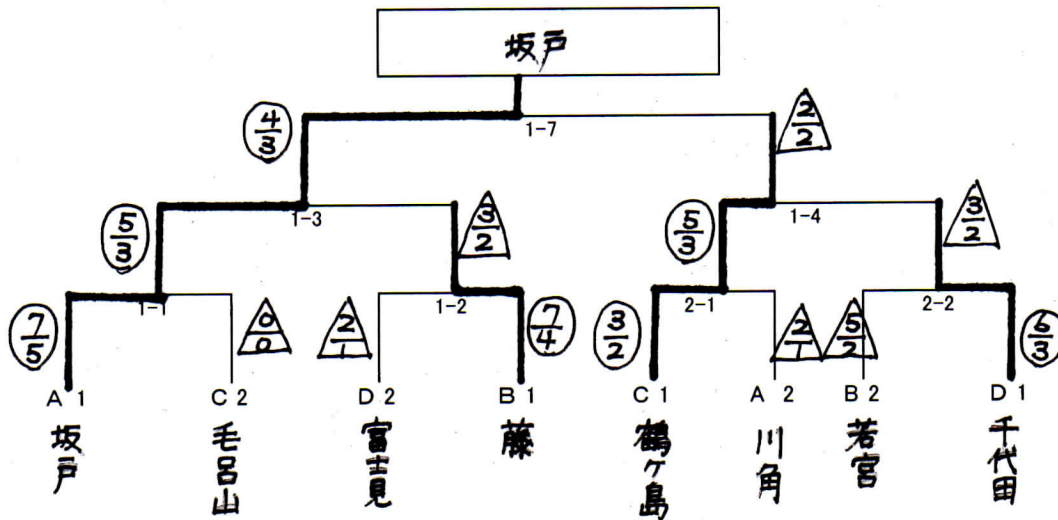 坂戸
4/3
2/2
1-7
5/3
3/2
5/3
3/2
1-3
1-4
7/5
0/0
2/1
7/4
3/2
2/1
5/2
6/3
1-1
1-2
2-1
2-2
A 1
C 2
D 2
B 1
C 1
A 2
B 2
D 1
坂戸
毛呂山
富士見
藤
鶴ヶ島
川角
若宮
千代田